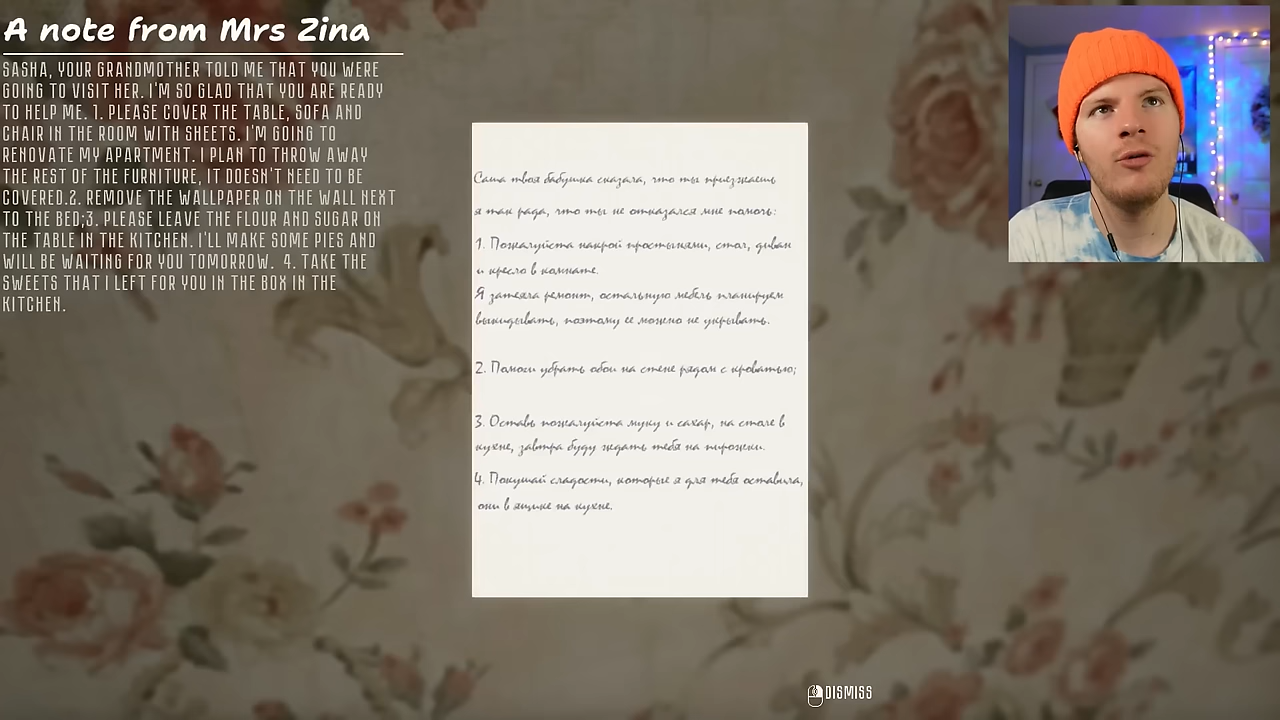 A note from Mrs Zina
SASHA, YOUR GRANDMOTHER TOLD ME THAT YOU WERE
GOING TO VISIT HER. I'M SO GLAD THAT YOU ARE READY
TO HELP ME. 1. PLEASE COVER THE TABLE, SOFA AND
CHAIR IN THE ROOM WITH SHEETS. I'M GOING TO
RENOVATE MY APARTMENT. I PLAN TO THROW AWAY
THE REST OF THE FURNITURE, IT DOESN'T NEED TO BE
COVERED.2. REMOVE THE WALLPAPER ON THE WALL NEXT
TO THE BED;3. PLEASE LEAVE THE FLOUR AND SUGAR ON
THE TABLE IN THE KITCHEN. I'LL MAKE SOME PIES AND
WILL BE WAITING FOR YOU TOMORROW. 4. TAKE THE
SWEETS THAT I LEFT FOR YOU IN THE BOX IN THE
KITCHEN.
Саша твоя бабушка сказала, что ты приезжаешь
я так рада, что ты не отказался мне помочь:
1. Пожалуйста накрой простынями, стол, диван
и кресло в комнате.
Я затеяла ремонт, остальную мебель планируем
выкидывать, поэтому ее можно не укрывать.
2. Помоги убрать обои на стене рядом с кроватью;
3. Оставь пожалуйста муку и сахар, на столе в
кухне, завтра буду ждать тебя на пирожки.
4. Покушай сладости, которые я для тебя оставила,
они в ящике на кухне.
DISMISS